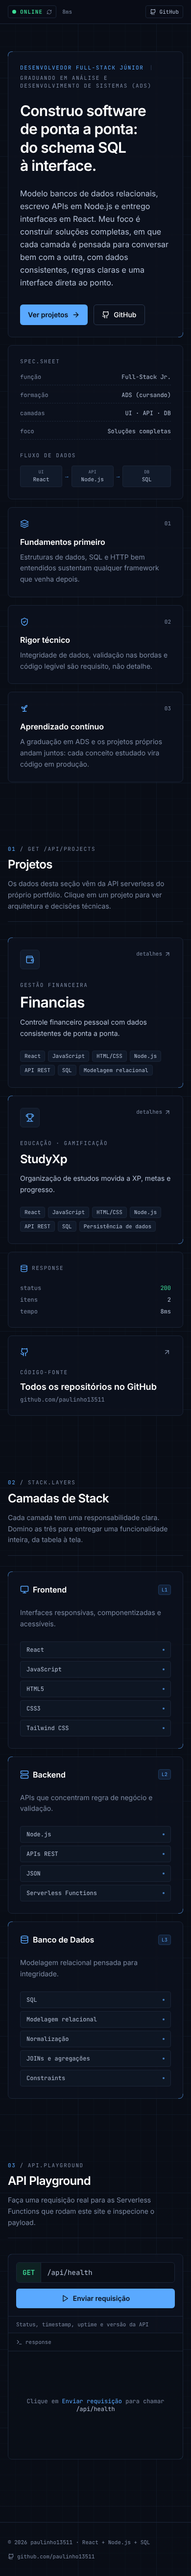 ONLINE 8ms GitHub
DESENVOLVEDOR FULL-STACK JÚNIOR |
GRADUANDO EM ANÁLISE E
DESENVOLVIMENTO DE SISTEMAS (ADS)
Construo software
de ponta a ponta:
do schema SQL
à interface.
Modelo bancos de dados relacionais,
escrevo APIs em Node.js e entrego
interfaces em React. Meu foco é
construir soluções completas, em que
cada camada é pensada para conversar
bem com a outra, com dados
consistentes, regras claras e uma
interface direta ao ponto.
Ver projetos →
GitHub
SPEC.SHEET
função Full-Stack Jr.
formação ADS (cursando)
camadas UI · API · DB
foco Soluções completas
FLUXO DE DADOS
UI API DB
React → Node.js → SQL
01
Fundamentos primeiro
Estruturas de dados, SQL e HTTP bem
entendidos sustentam qualquer framework
que venha depois.
02
Rigor técnico
Integridade de dados, validação nas bordas e
código legível são requisito, não detalhe.
03
Aprendizado contínuo
A graduação em ADS e os projetos próprios
andam juntos: cada conceito estudado vira
código em produção.
01 / GET /API/PROJECTS
Projetos
Os dados desta seção vêm da API serverless do
próprio portfólio. Clique em um projeto para ver
arquitetura e decisões técnicas.
detalhes
GESTÃO FINANCEIRA
Financias
Controle financeiro pessoal com dados
consistentes de ponta a ponta.
React JavaScript HTML/CSS Node.js
API REST SQL Modelagem relacional
detalhes
EDUCAÇÃO · GAMIFICAÇÃO
StudyXp
Organização de estudos movida a XP, metas e
progresso.
React JavaScript HTML/CSS Node.js
API REST SQL Persistência de dados
RESPONSE
status 200
itens 2
tempo 8ms
CÓDIGO-FONTE
Todos os repositórios no GitHub
github.com/paulinho13511
02 / STACK.LAYERS
Camadas de Stack
Cada camada tem uma responsabilidade clara.
Domino as três para entregar uma funcionalidade
inteira, da tabela à tela.
Frontend L1
Interfaces responsivas, componentizadas e
acessíveis.
React
JavaScript
HTML5
CSS3
Tailwind CSS
Backend L2
APIs que concentram regra de negócio e
validação.
Node.js
APIs REST
JSON
Serverless Functions
Banco de Dados L3
Modelagem relacional pensada para
integridade.
SQL
Modelagem relacional
Normalização
JOINs e agregações
Constraints
03 / API.PLAYGROUND
API Playground
Faça uma requisição real para as Serverless
Functions que rodam este site e inspecione o
payload.
GET /api/health
Enviar requisição
Status, timestamp, uptime e versão da API
response
Clique em Enviar requisição para chamar
/api/health
© 2026 paulinho13511 · React + Node.js + SQL
github.com/paulinho13511